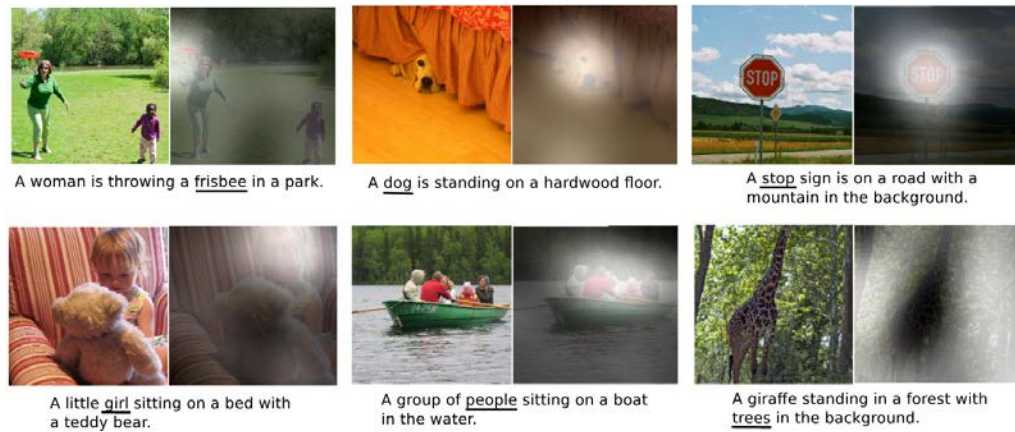 STOP
STOP
A woman is throwing a frisbee in a park.
A dog is standing on a hardwood floor.
A stop sign is on a road with a
mountain in the background.
A little girl sitting on a bed with
a teddy bear.
A group of people sitting on a boat
in the water.
A giraffe standing in a forest with
trees in the background.